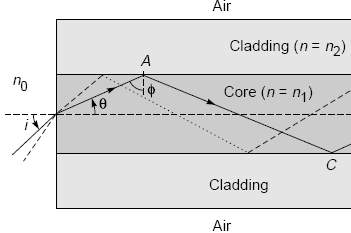 Air
Cladding (n = n2)
A
n0
Core (n = n1)
θ
ϕ
i
C
Cladding
Air